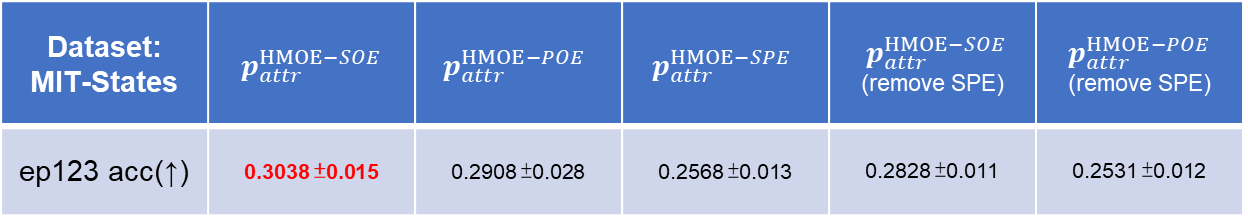 Dataset: MIT-States | p_attr^HMOE−SOE | p_attr^HMOE−POE | p_attr^HMOE−SPE | p_attr^HMOE−SOE (remove SPE) | p_attr^HMOE−POE (remove SPE)
ep123 acc(↑) | 0.3038 ±0.015 | 0.2908 ±0.028 | 0.2568 ±0.013 | 0.2828 ±0.011 | 0.2531 ±0.012